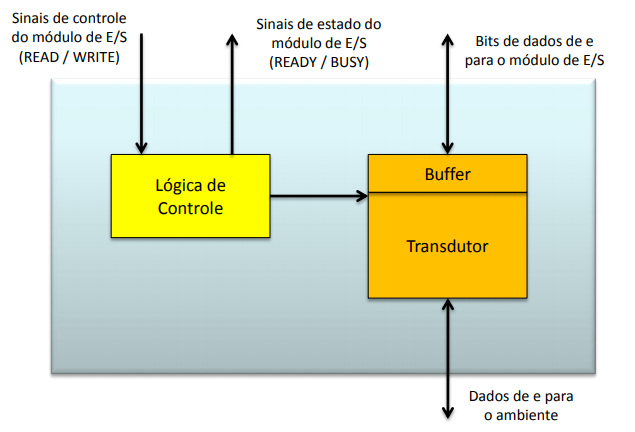 Sinais de controle
do módulo de E/S
(READ / WRITE)
Sinais de estado do
módulo de E/S
(READY / BUSY)
Bits de dados de e
para o módulo de E/S
Lógica de
Controle
Buffer
Transdutor
Dados de e para
o ambiente